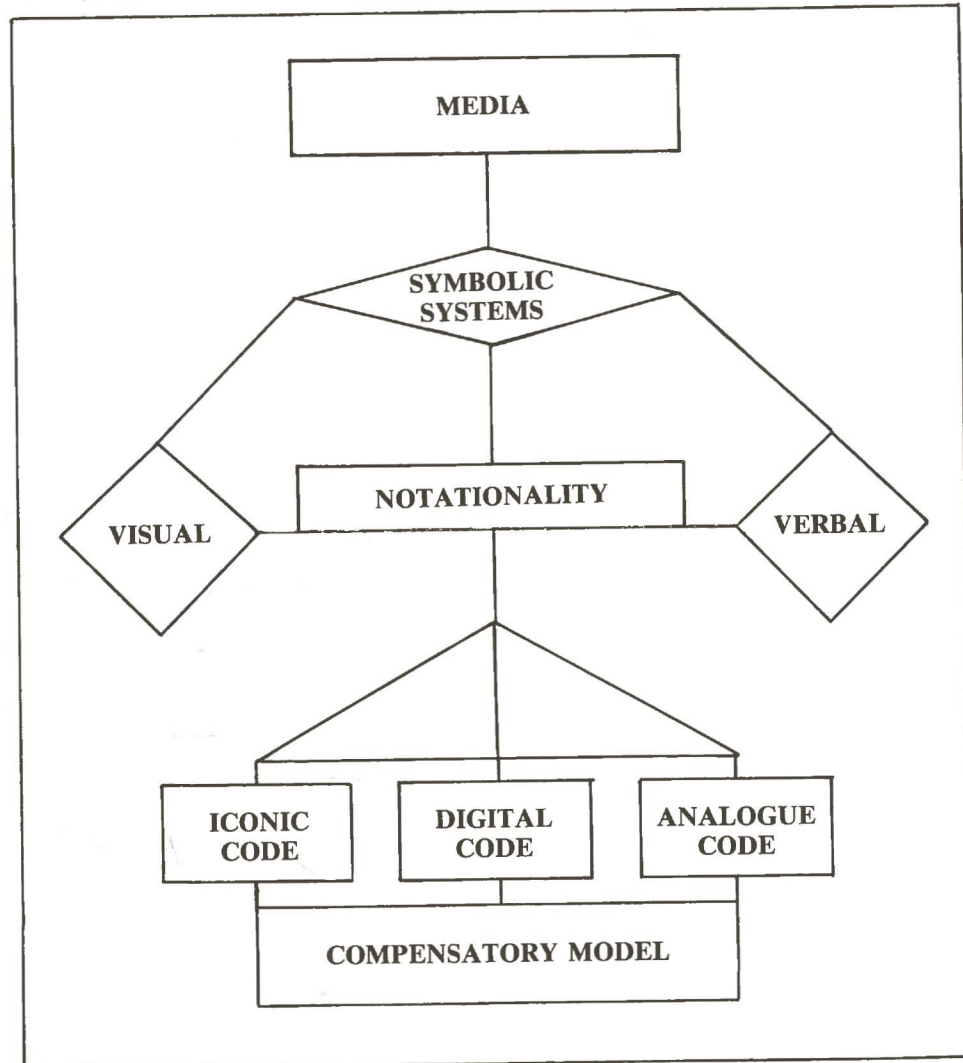 MEDIA
SYMBOLIC
SYSTEMS
NOTATIONALITY
VISUAL
VERBAL
ICONIC
CODE
DIGITAL
CODE
ANALOGUE
CODE
COMPENSATORY MODEL